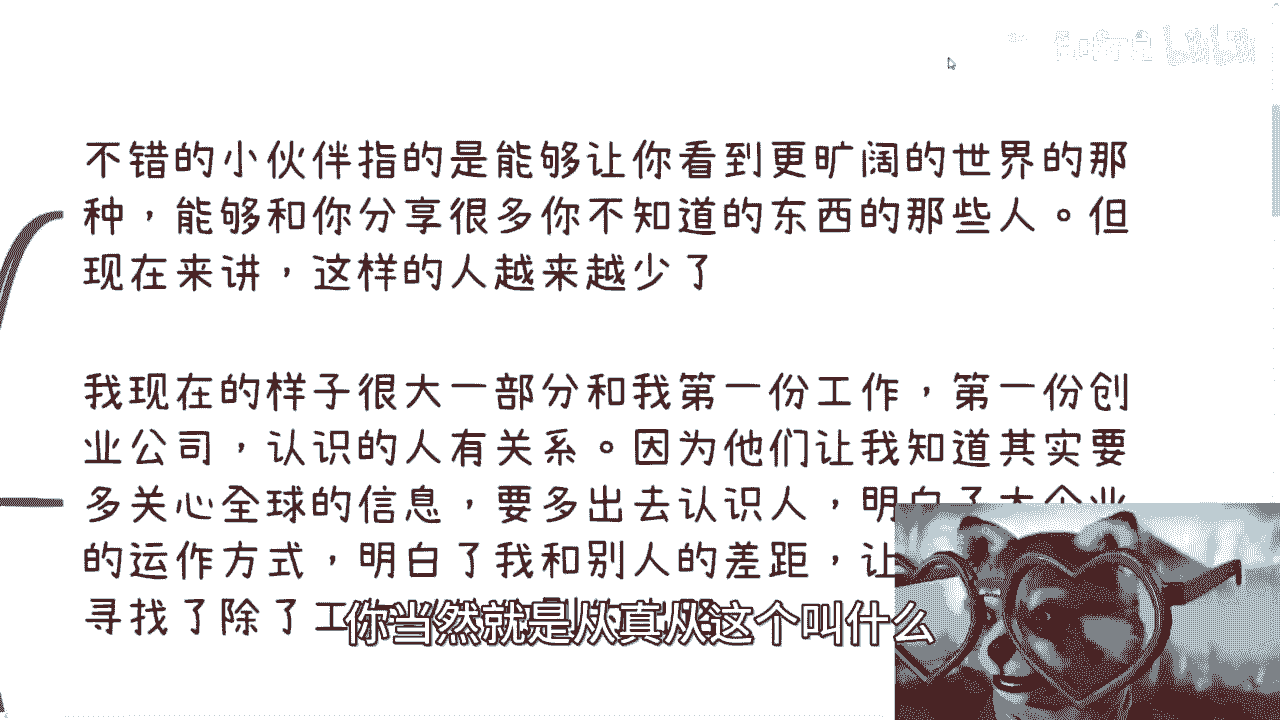 不错的小伙伴指的是能够让你看到更旷阔的世界的那
种，能够和你分享很多你不知道的东西的那些人。但
现在来讲，这样的人越来越少了
我现在的样子很大一部分和我第一份工作，第一份创
业公司，认识的人有关系。因为他们让我知道其实要
多关心全球的信息，要多出去认识人，明白了大企业
的运作方式，明白了我和别人的差距，让
寻找了除了工
你当然就是从真从这个叫什么